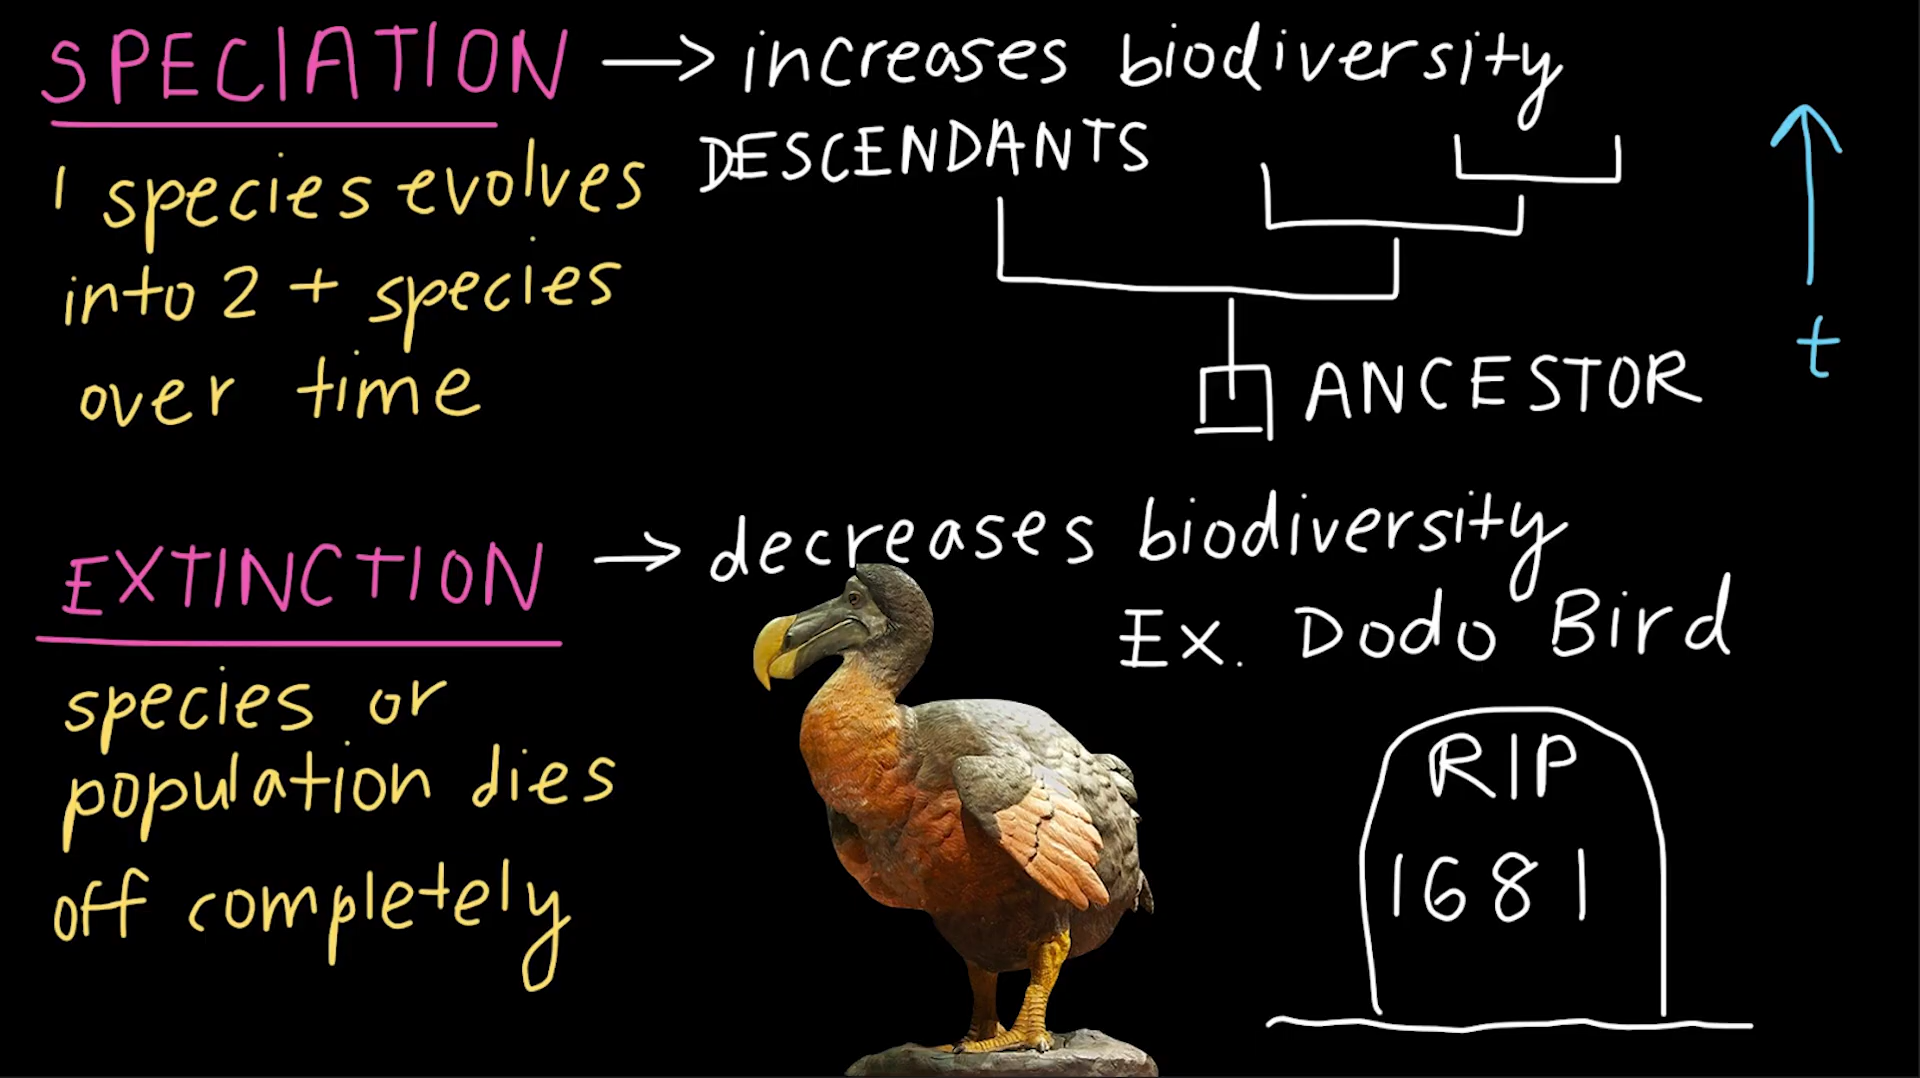 SPECIATION → increases biodiversity
1 species evolves
into 2 + species
over time
DESCENDANTS
ANCESTOR
t
EXTINCTION → decreases biodiversity
species or
population dies
off completely
Ex. Dodo Bird
RIP
1681